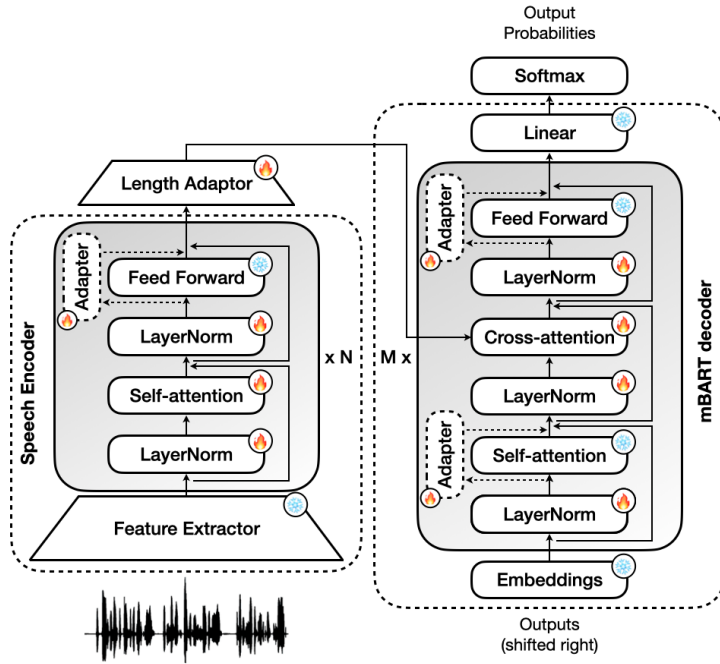 Output
Probabilities
Softmax
Linear
Length Adaptor
Adapter
Feed Forward
LayerNorm
Self-attention
LayerNorm
Feature Extractor
Speech Encoder
x N
M x
Adapter
Feed Forward
LayerNorm
Cross-attention
LayerNorm
Adapter
Self-attention
LayerNorm
Embeddings
mBART decoder
Outputs
(shifted right)